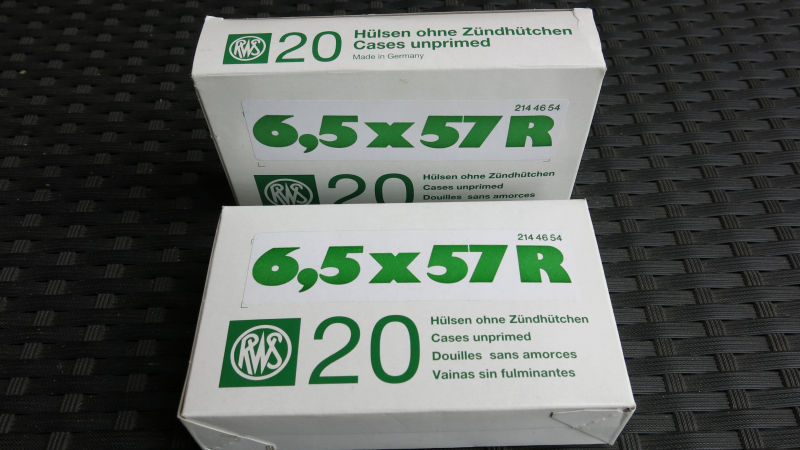 RWS 20 Hülsen ohne Zündhütchen
Cases unprimed
Made in Germany
214 46 54
6,5x57R
RWS 20 Hülsen ohne Zündhütchen
Cases unprimed
Douilles sans amorces
214 46 54
6,5x57R
RWS 20 Hülsen ohne Zündhütchen
Cases unprimed
Douilles sans amorces
Vainas sin fulminantes